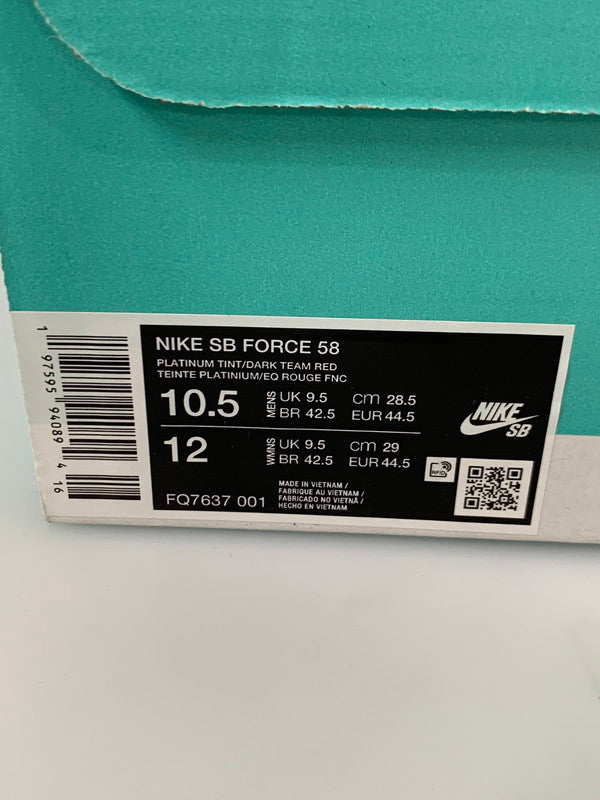 NIKE SB FORCE 58
PLATINUM TINT/DARK TEAM RED
TEINTE PLATINIUM/EQ ROUGE FNC
10.5 MENS UK 9.5 cm 28.5
BR 42.5 EUR 44.5
12 WMNS UK 9.5 cm 29
BR 42.5 EUR 44.5
FQ7637 001
MADE IN VIETNAM /
FABRIQUE AU VIETNAM /
FABRICADO NO VIETNÃ /
HECHO EN VIETNAM
NIKE
SB
RFID
1 97595 94089 4 16